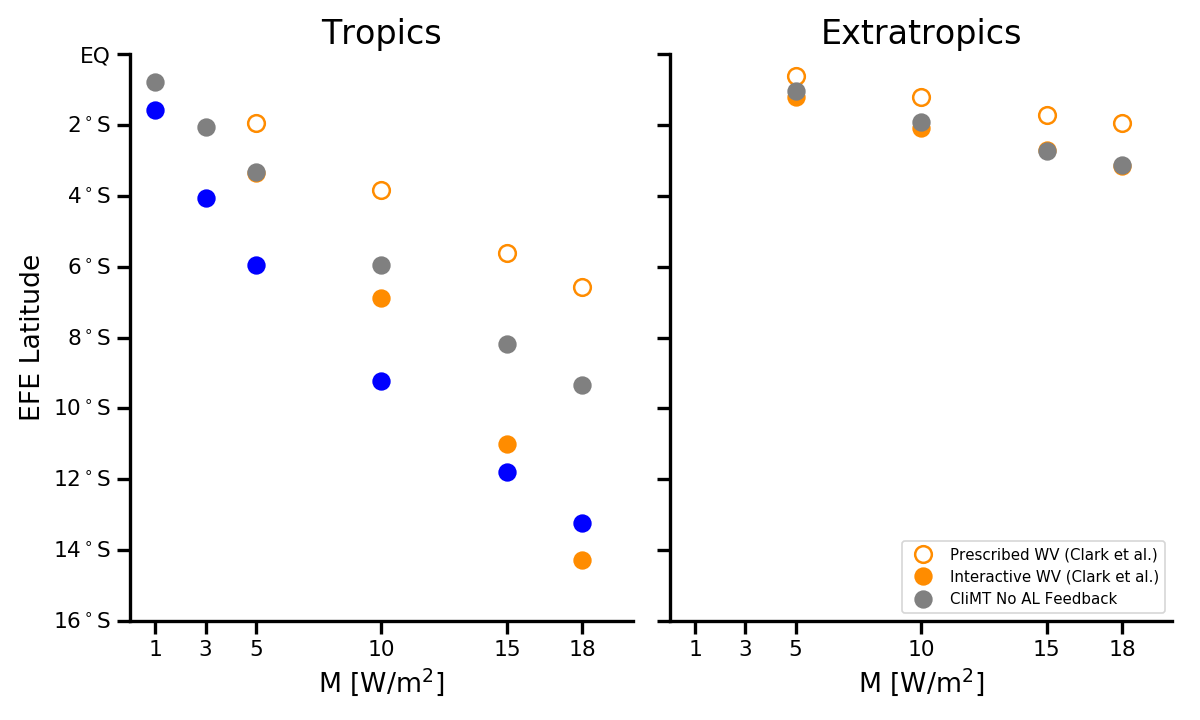 Tropics
Extratropics
EFE Latitude
EQ
2°S
4°S
6°S
8°S
10°S
12°S
14°S
16°S
1 3 5 10 15 18
M [W/m²]
1 3 5 10 15 18
M [W/m²]
Prescribed WV (Clark et al.)
Interactive WV (Clark et al.)
CliMT No AL Feedback